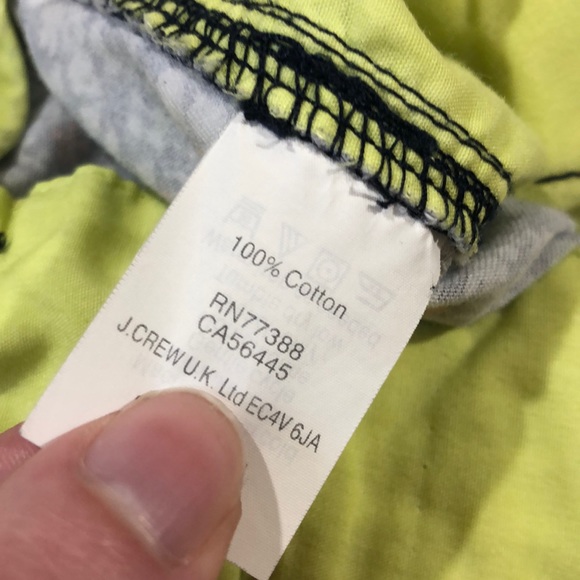 100% Cotton
RN77388
CA56445
J.CREW U.K. Ltd EC4V 6JA